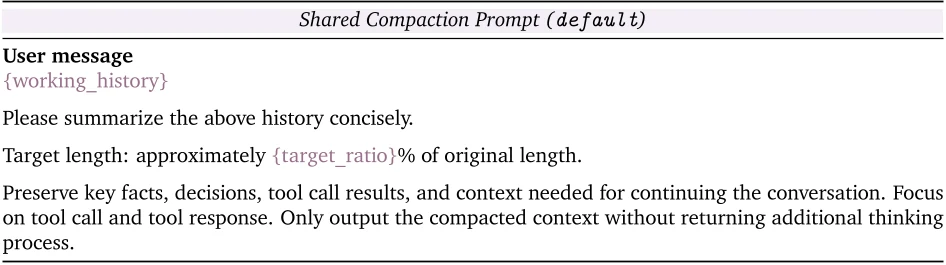 Shared Compaction Prompt (default)
User message
{working_history}
Please summarize the above history concisely.
Target length: approximately {target_ratio}% of original length.
Preserve key facts, decisions, tool call results, and context needed for continuing the conversation. Focus
on tool call and tool response. Only output the compacted context without returning additional thinking
process.